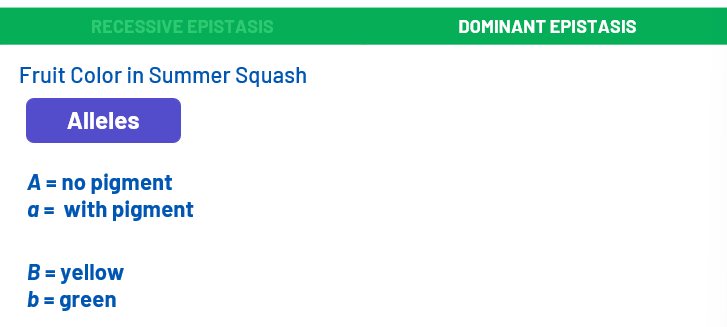 RECESSIVE EPISTASIS
DOMINANT EPISTASIS
Fruit Color in Summer Squash
Alleles
A = no pigment
a = with pigment
B = yellow
b = green